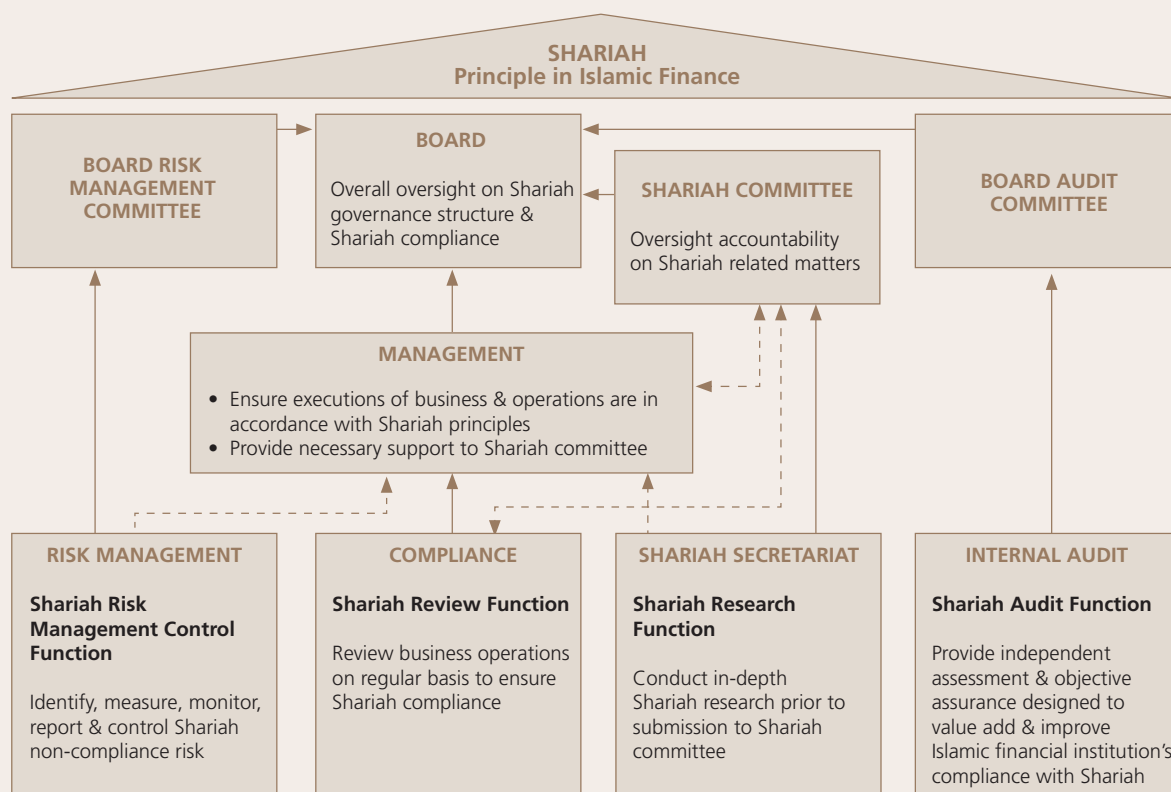 SHARIAH
Principle in Islamic Finance
BOARD RISK
MANAGEMENT
COMMITTEE
BOARD
Overall oversight on Shariah
governance structure &
Shariah compliance
SHARIAH COMMITTEE
Oversight accountability
on Shariah related matters
BOARD AUDIT
COMMITTEE
MANAGEMENT
• Ensure executions of business & operations are in
accordance with Shariah principles
• Provide necessary support to Shariah committee
RISK MANAGEMENT
Shariah Risk
Management Control
Function
Identify, measure, monitor,
report & control Shariah
non-compliance risk
COMPLIANCE
Shariah Review Function
Review business operations
on regular basis to ensure
Shariah compliance
SHARIAH SECRETARIAT
Shariah Research
Function
Conduct in-depth
Shariah research prior to
submission to Shariah
committee
INTERNAL AUDIT
Shariah Audit Function
Provide independent
assessment & objective
assurance designed to
value add & improve
Islamic financial institution's
compliance with Shariah